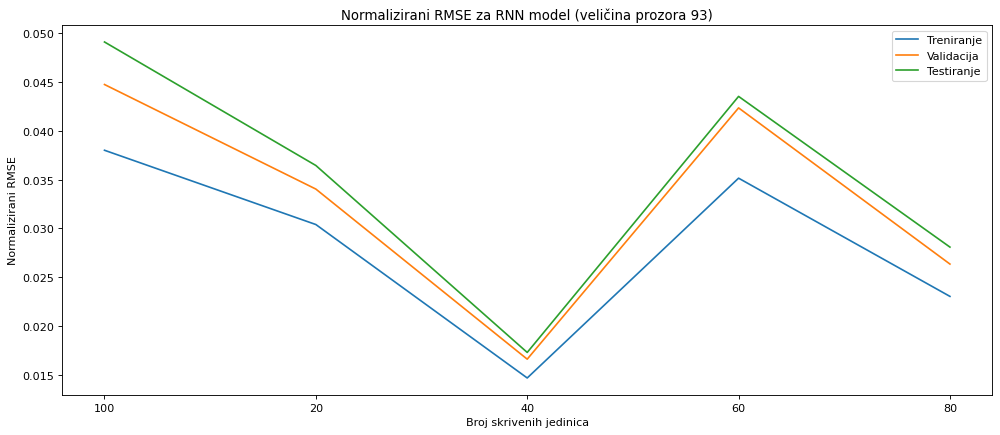 Normalizirani RMSE za RNN model (veličina prozora 93)
Treniranje
Validacija
Testiranje
Normalizirani RMSE
0.050
0.045
0.040
0.035
0.030
0.025
0.020
0.015
100 20 40 60 80
Broj skrivenih jedinica